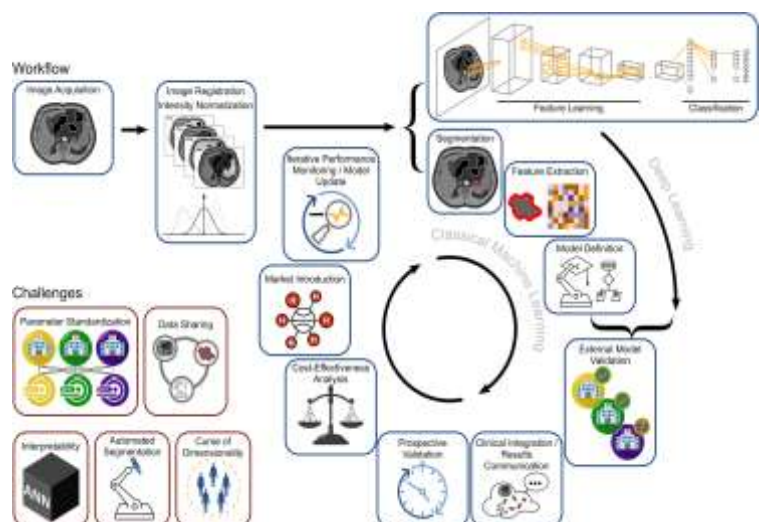 Workflow
Image Acquisition
Image Registration
Intensity Normalization
Feature Learning
Classification
Segmentation
Feature Extraction
Model Definition
Deep Learning
Classical Machine Learning
Iterative Performance
Monitoring / Model
Update
Market Introduction
Cost-Effectiveness
Analysis
External Model
Validation
Prospective
Validation
Clinical Integration /
Results
Communication
Challenges
Parameter Standardization
Data Sharing
Interpretability
ANN
Automated
Segmentation
Curse of
Dimensionality